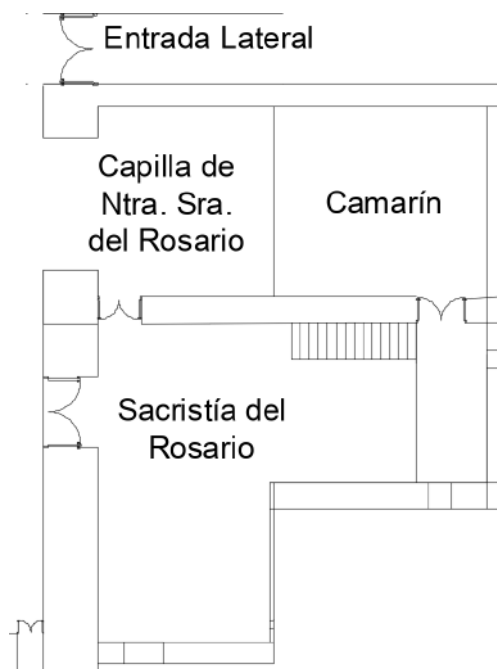 Entrada Lateral
Capilla de
Ntra. Sra.
del Rosario
Camarín
Sacristía del
Rosario